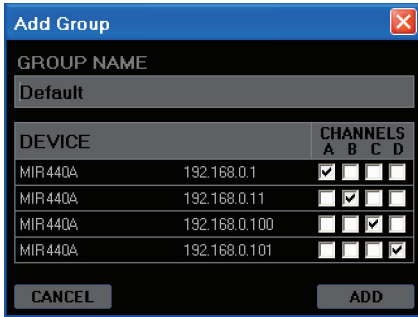 Add Group
GROUP NAME
Default
DEVICE CHANNELS
A B C D
MIR440A 192.168.0.1
MIR440A 192.168.0.11
MIR440A 192.168.0.100
MIR440A 192.168.0.101
CANCEL ADD